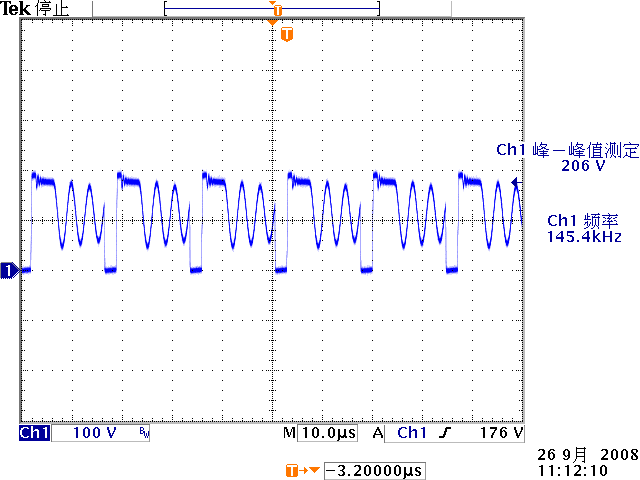 Tek 停止
T
T
Ch1 峰－峰值测定
206 V
Ch1 频率
145.4kHz
1
Ch1 100 V BW M 10.0µs A Ch1 176 V
T -3.20000µs
26 9月 2008
11:12:10